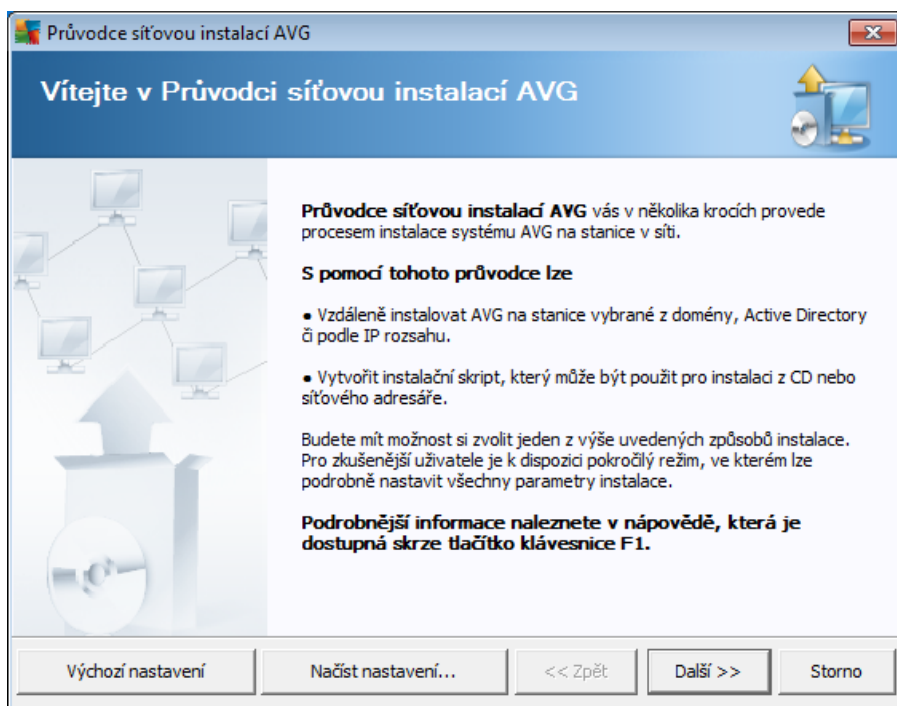 Průvodce síťovou instalací AVG
Vítejte v Průvodci síťovou instalací AVG
Průvodce síťovou instalací AVG vás v několika krocích provede
procesem instalace systému AVG na stanice v síti.
S pomocí tohoto průvodce lze
● Vzdáleně instalovat AVG na stanice vybrané z domény, Active Directory
či podle IP rozsahu.
● Vytvořit instalační skript, který může být použit pro instalaci z CD nebo
síťového adresáře.
Budete mít možnost si zvolit jeden z výše uvedených způsobů instalace.
Pro zkušenější uživatele je k dispozici pokročilý režim, ve kterém lze
podrobně nastavit všechny parametry instalace.
Podrobnější informace naleznete v nápovědě, která je
dostupná skrze tlačítko klávesnice F1.
Výchozí nastavení Načíst nastavení... << Zpět Další >> Storno